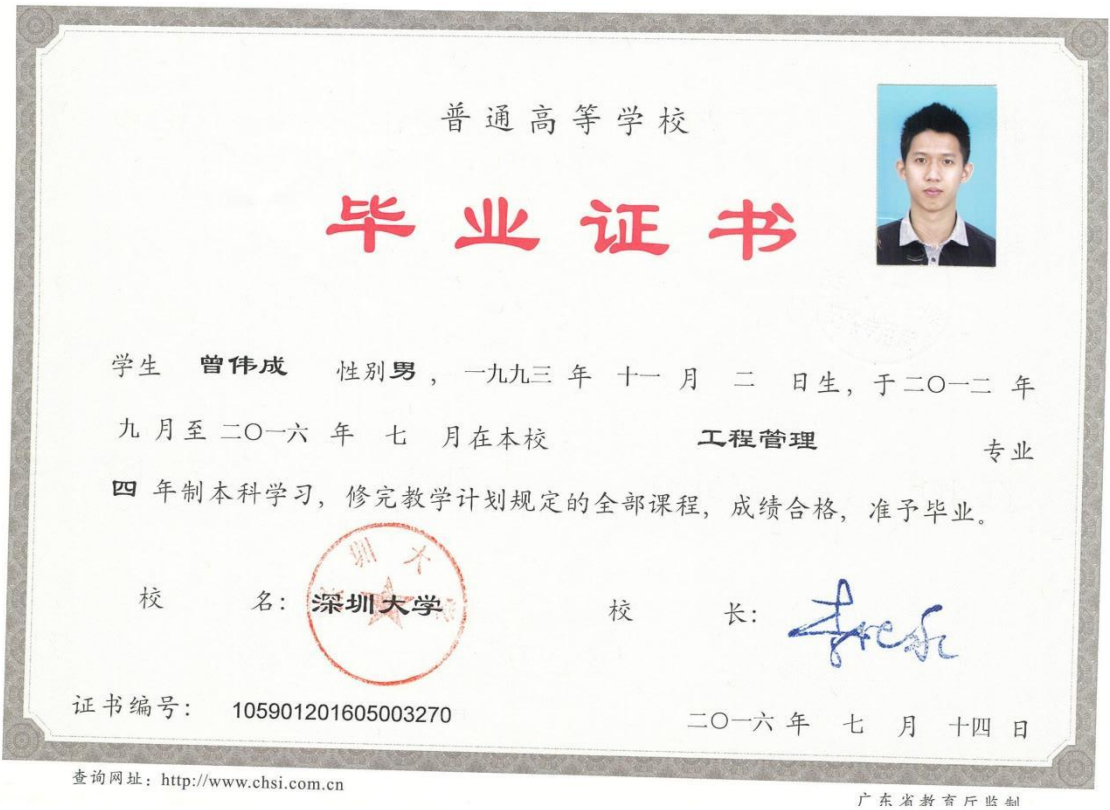 普通高等学校
毕业证书
学生 曾伟成 性别男，一九九三 年 十一 月 二 日生，于二〇一二 年
九 月至 二〇一六 年 七 月在本校 工程管理 专业
四 年制本科学习，修完教学计划规定的全部课程，成绩合格，准予毕业。
校 名：深圳大学 校 长：
证书编号： 105901201605003270 二〇一六 年 七 月 十四 日
查询网址：http://www.chsi.com.cn
广东省教育厅监制